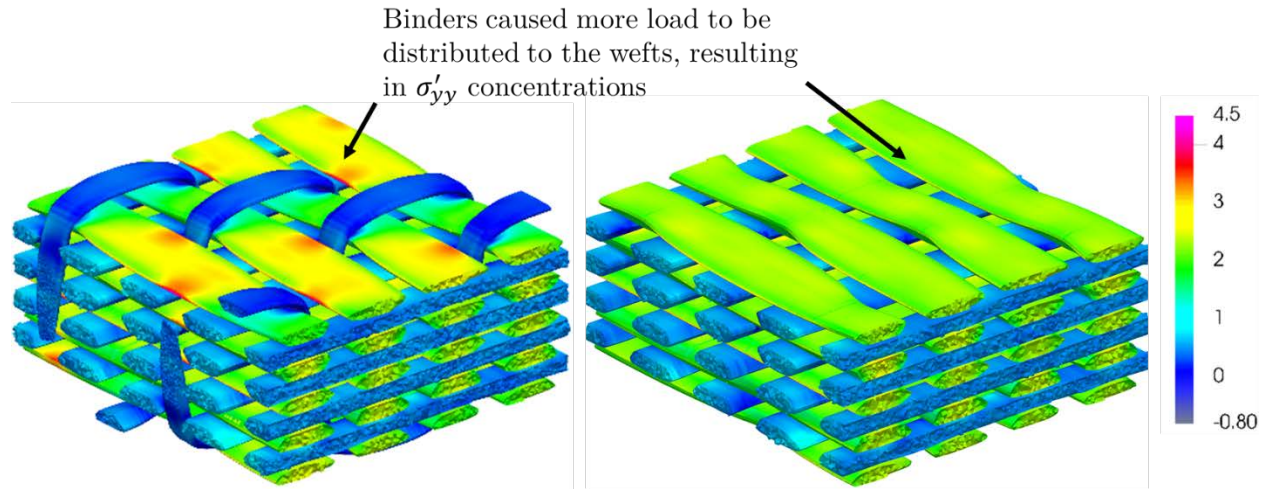 Binders caused more load to be
distributed to the wefts, resulting
in σ′yy concentrations
4.5
4
3
2
1
0
-0.80